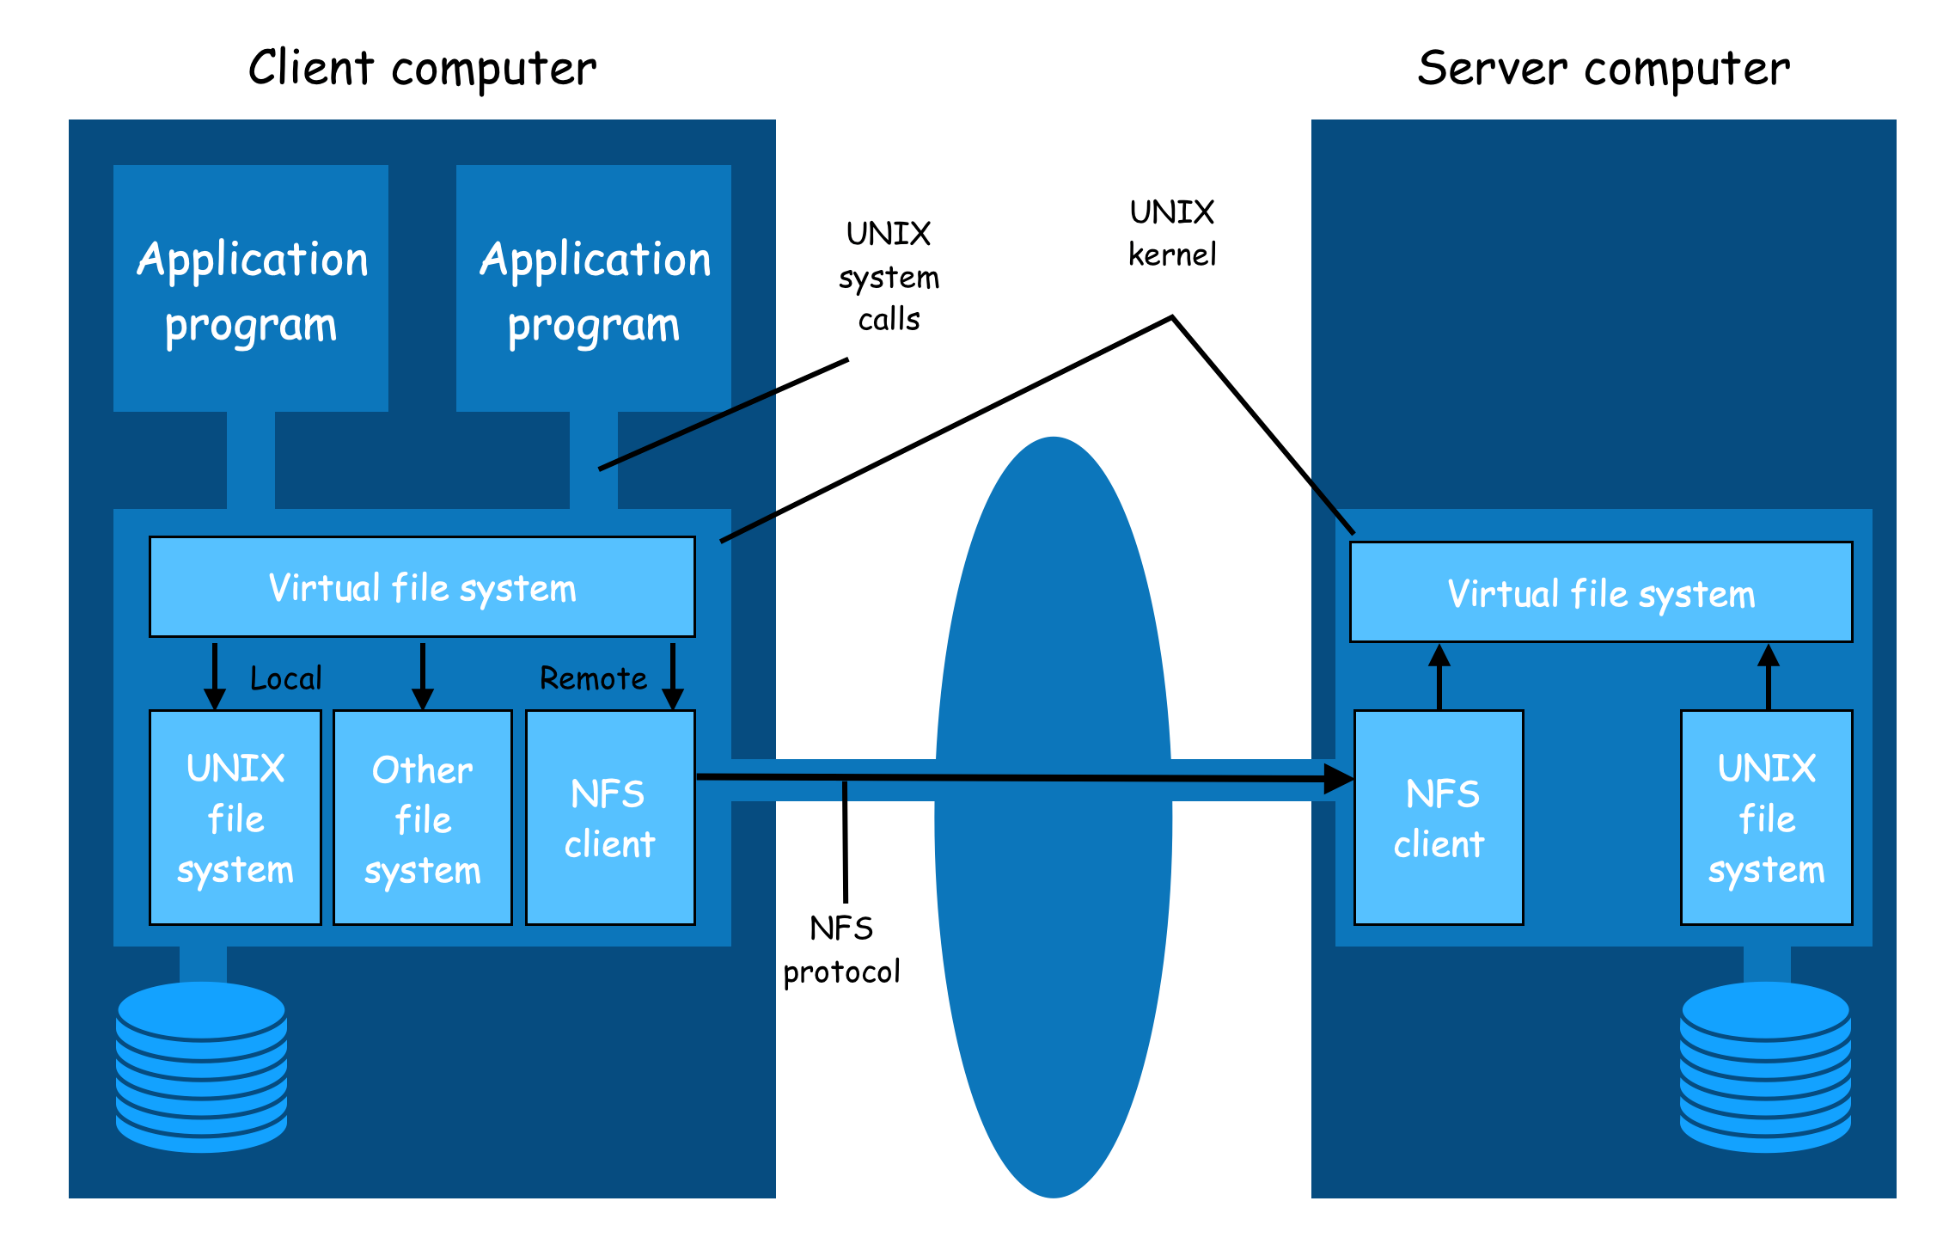 Client computer
Server computer
Application
program
Application
program
UNIX
system
calls
UNIX
kernel
Virtual file system
Virtual file system
Local
Remote
UNIX
file
system
Other
file
system
NFS
client
NFS
client
UNIX
file
system
NFS
protocol